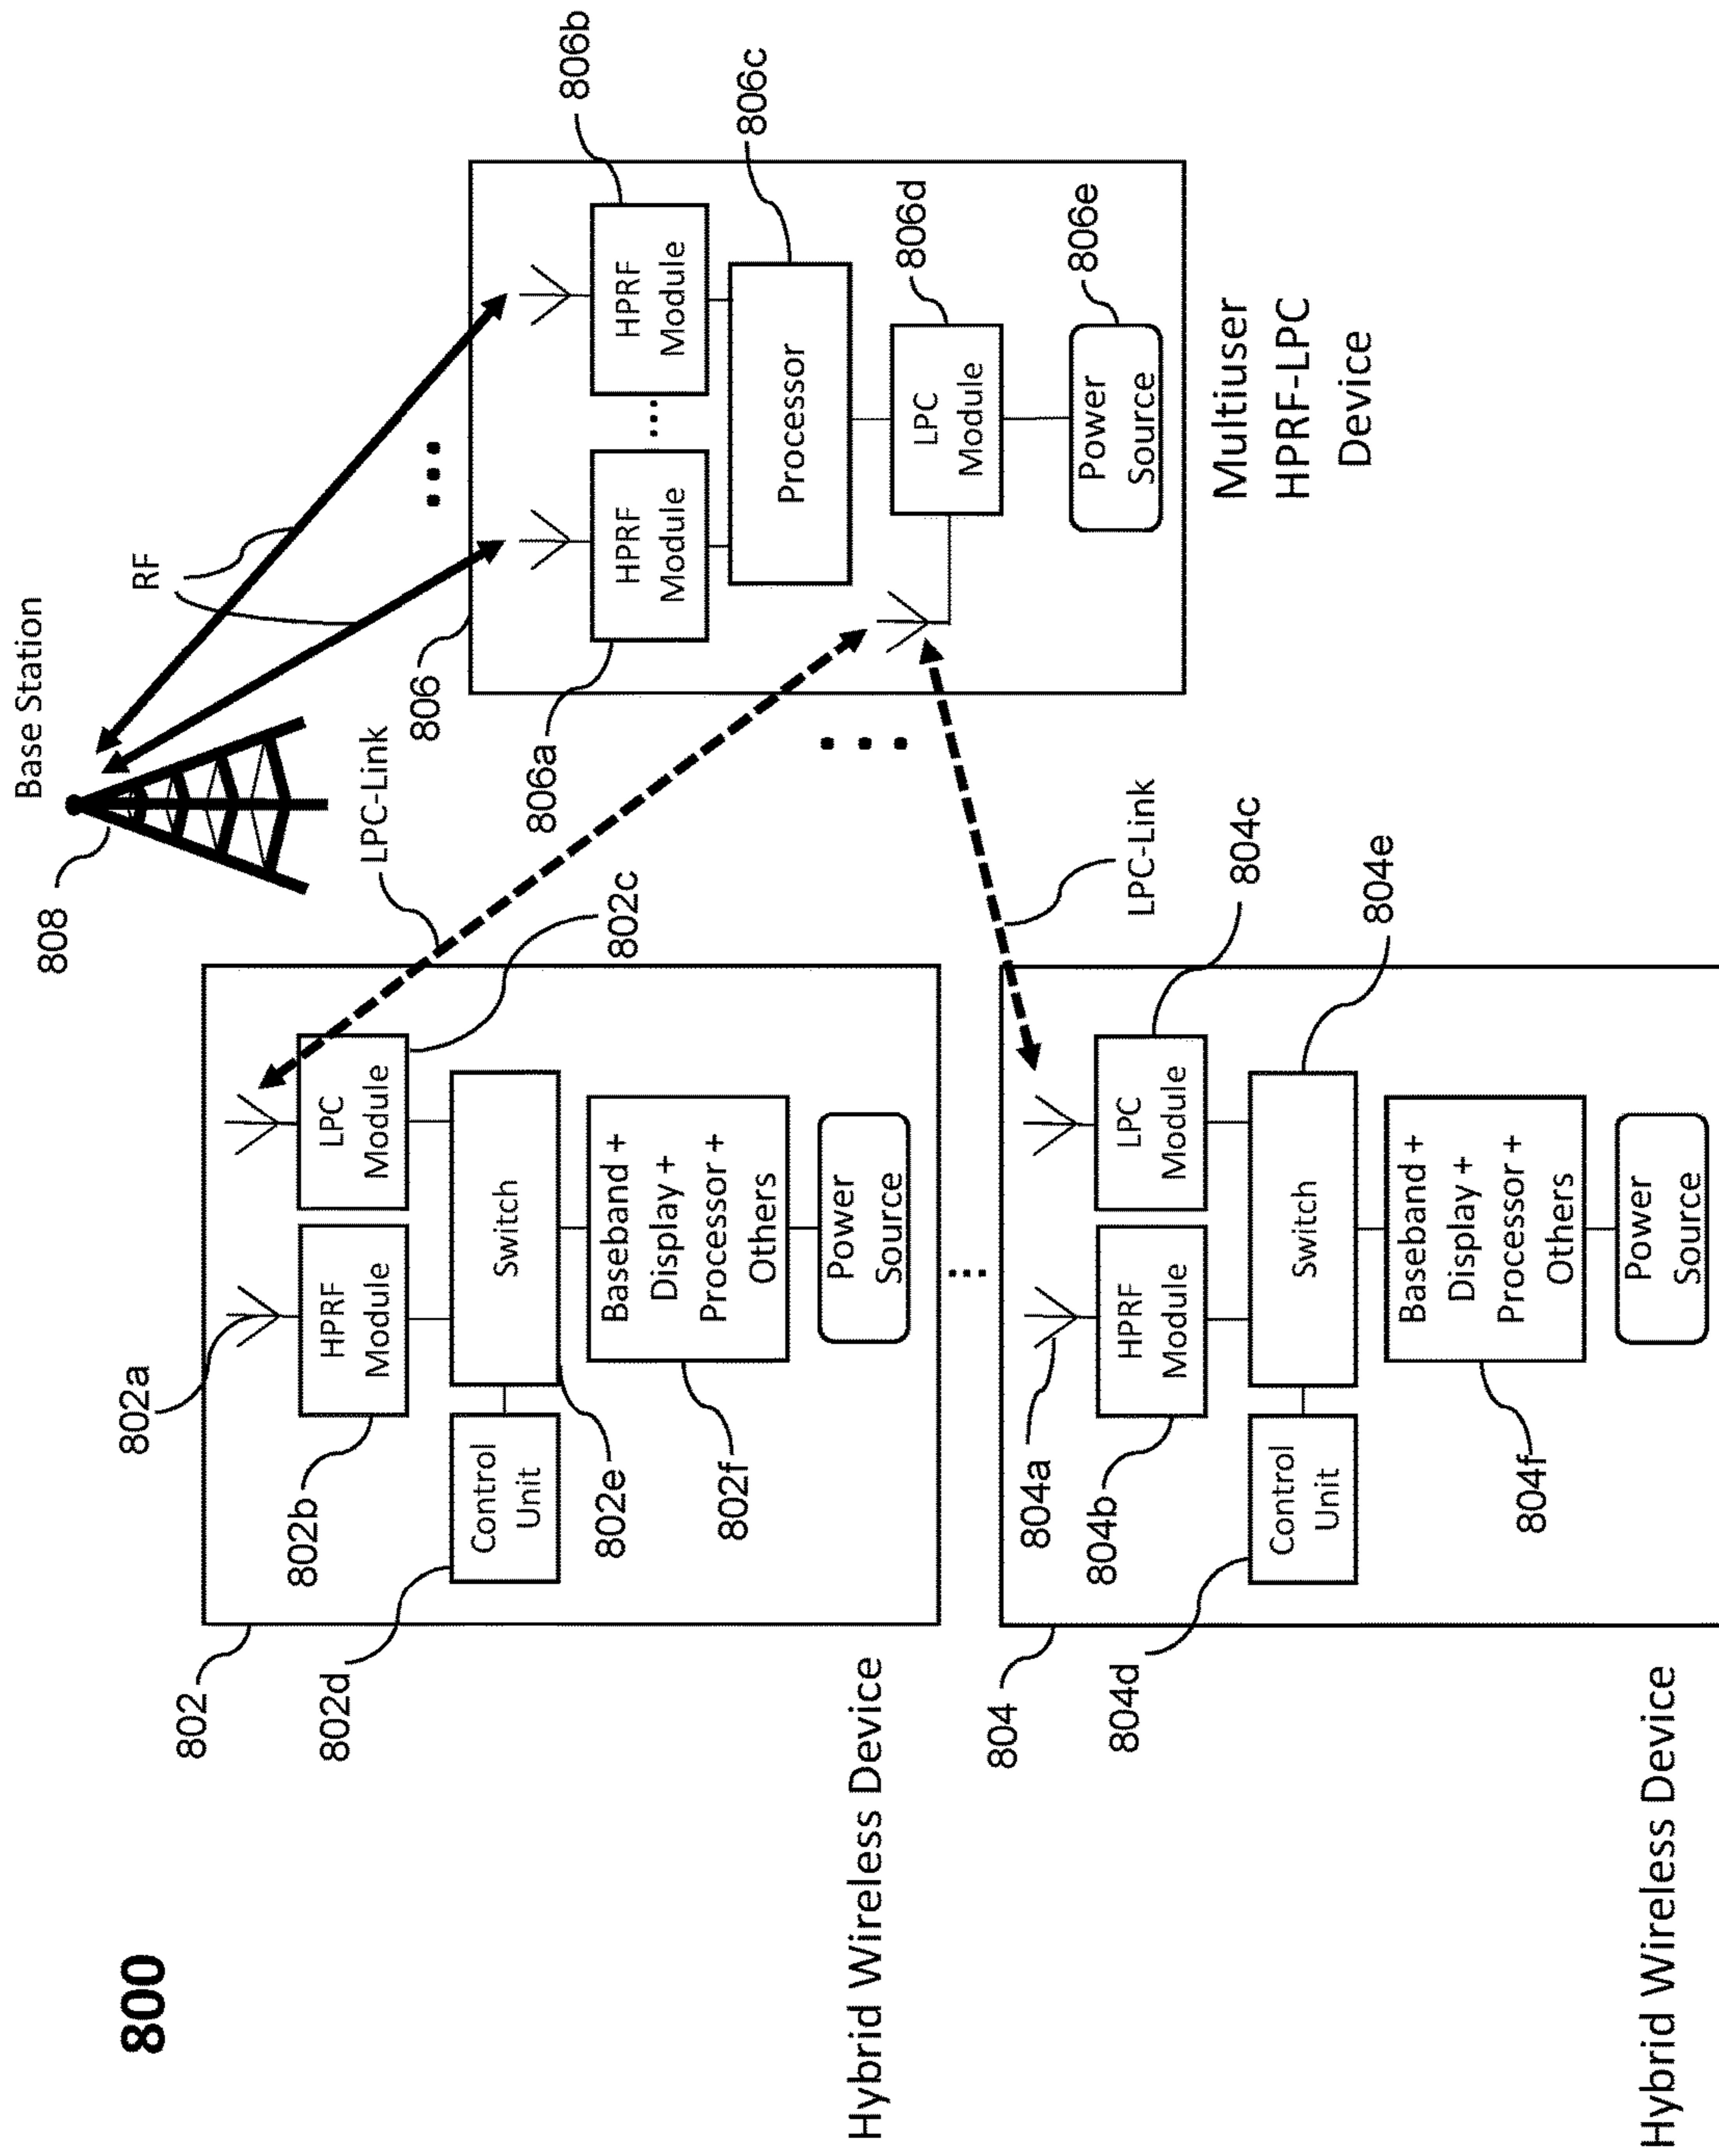 800
Base Station
808
RF
LPC-Link
806
806a
HPRF
Module
...
HPRF
Module
806b
Processor
806c
LPC
Module
806d
Power
Source
806e
Multiuser
HPRF-LPC
Device
802
802a
HPRF
Module
802b
LPC
Module
802c
Control
Unit
802d
Switch
802e
Baseband +
Display +
Processor +
Others
802f
Power
Source
Hybrid Wireless Device
LPC-Link
804
804a
HPRF
Module
804b
LPC
Module
804c
Control
Unit
804d
Switch
804e
Baseband +
Display +
Processor +
Others
804f
Power
Source
Hybrid Wireless Device